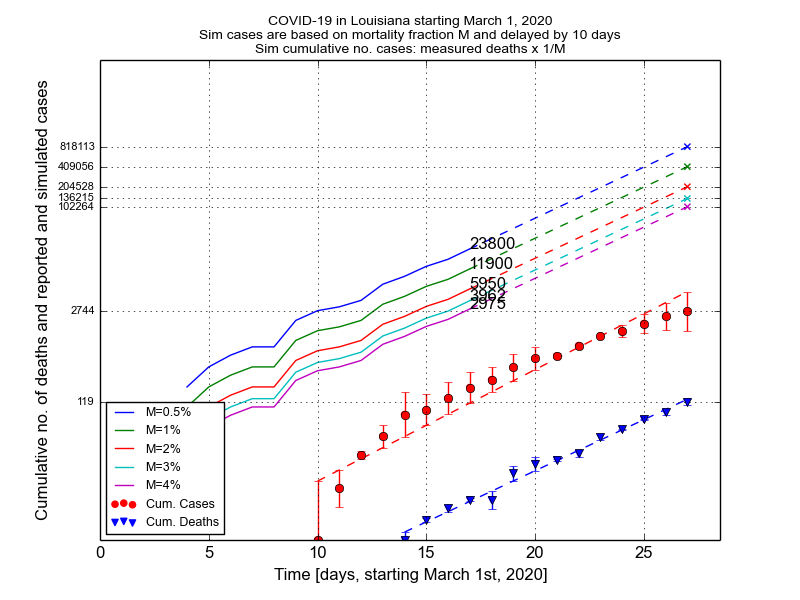 COVID-19 in Louisiana starting March 1, 2020
Sim cases are based on mortality fraction M and delayed by 10 days
Sim cumulative no. cases: measured deaths x 1/M
Cumulative no. of deaths and reported and simulated cases
818113
409056
204528
136215
102264
2744
119
23800
11900
5950
3962
2975
M=0.5%
M=1%
M=2%
M=3%
M=4%
Cum. Cases
Cum. Deaths
0 5 10 15 20 25
Time [days, starting March 1st, 2020]